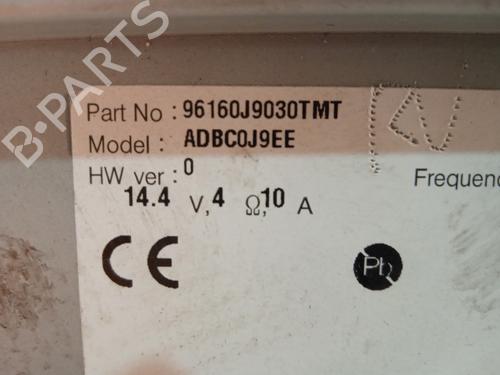 B-PARTS
Part No : 96160J9030TMT
Model : ADBC0J9EE
HW ver : 0
14.4 V, 4 Ω, 10 A
Frequenc
CE
Pb